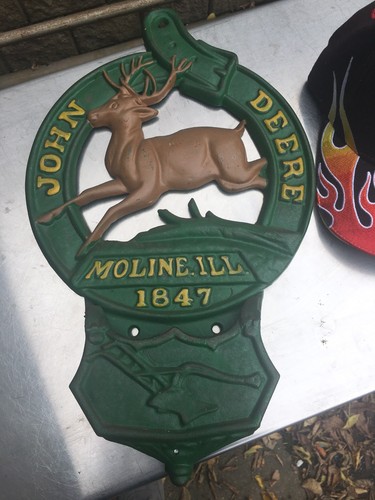 JOHN DEERE
MOLINE. ILL.
1847